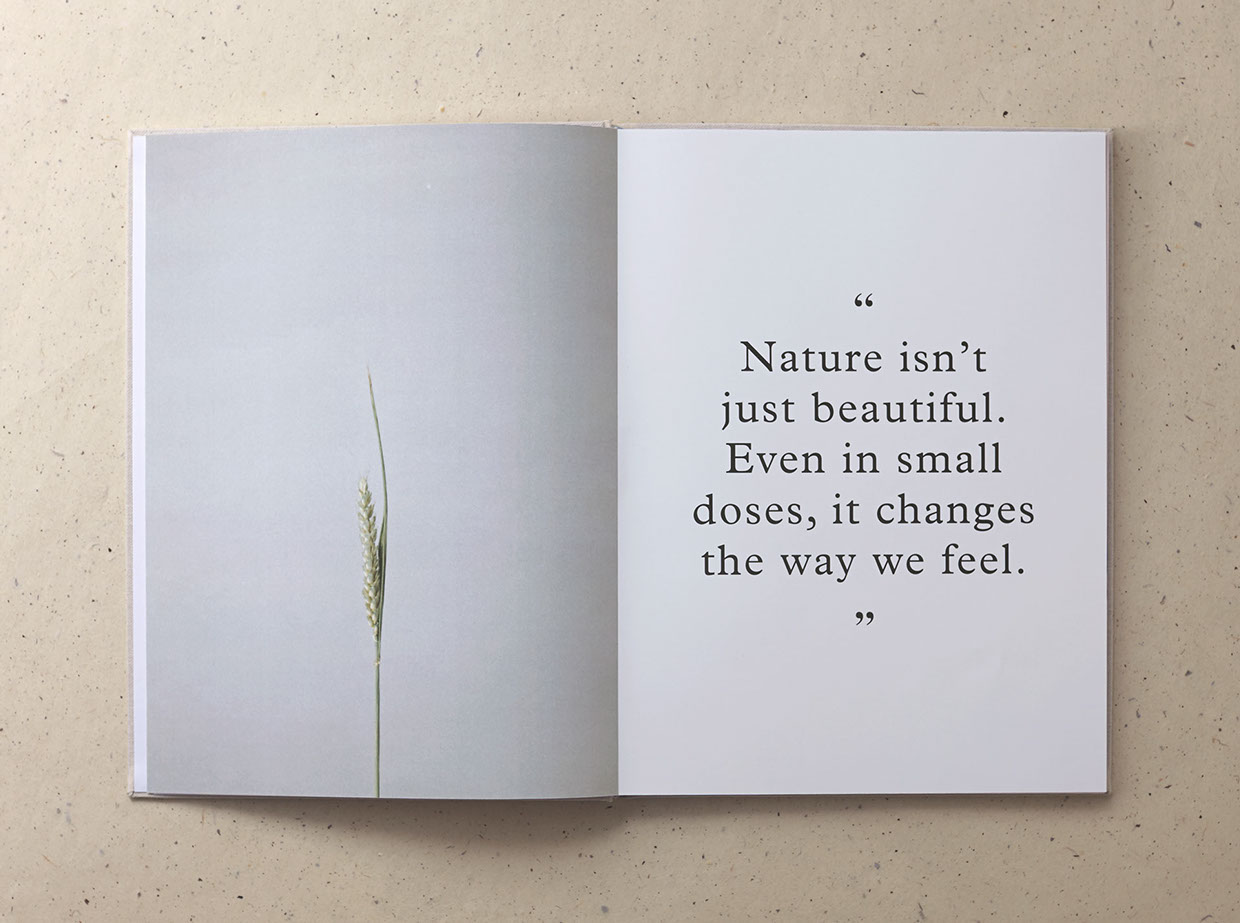 “
Nature isn’t
just beautiful.
Even in small
doses, it changes
the way we feel.
”